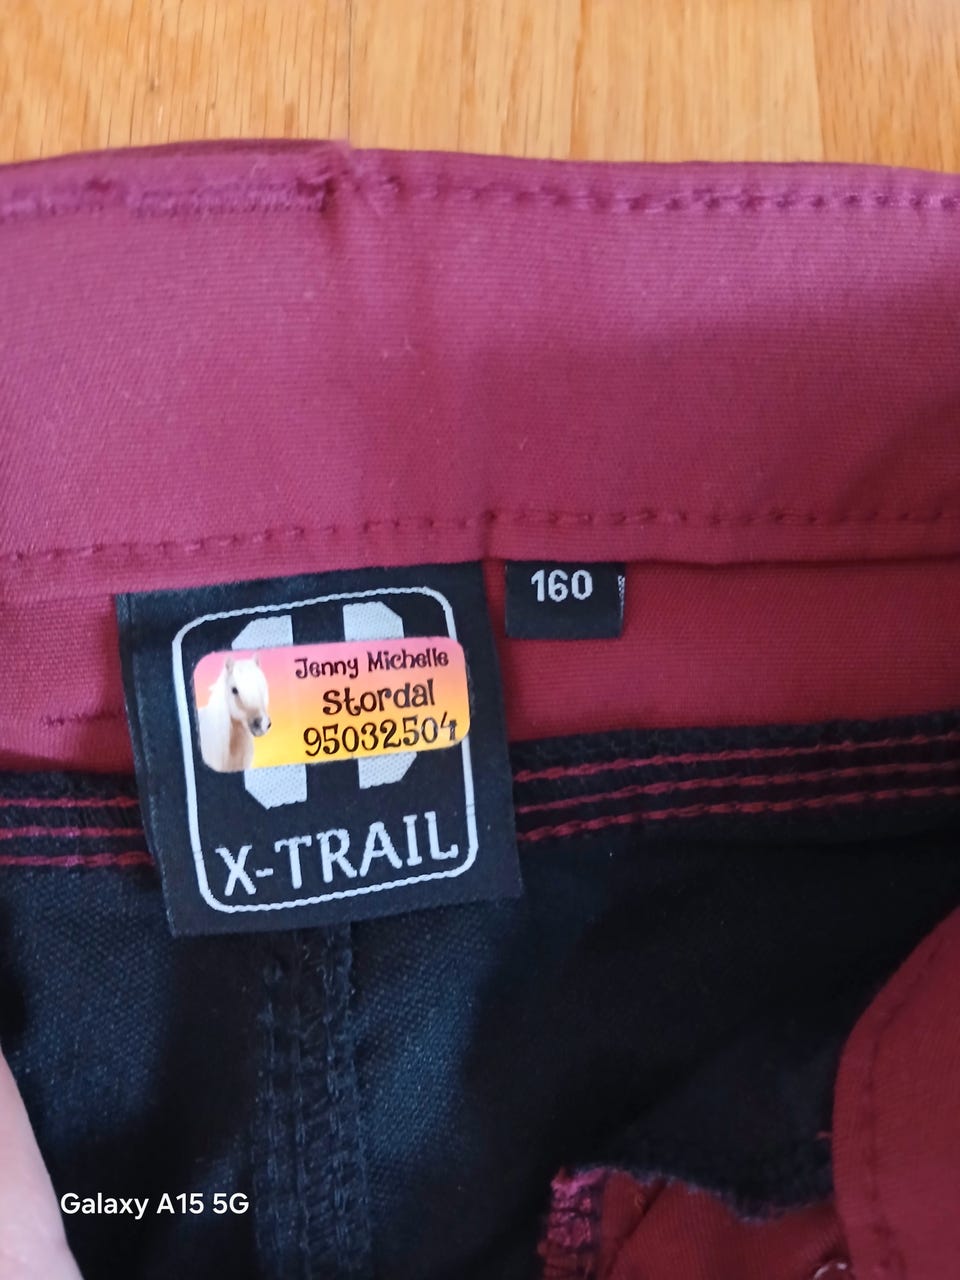 160
Jenny Michelle
Stordal
95032504
X-TRAIL
Galaxy A15 5G